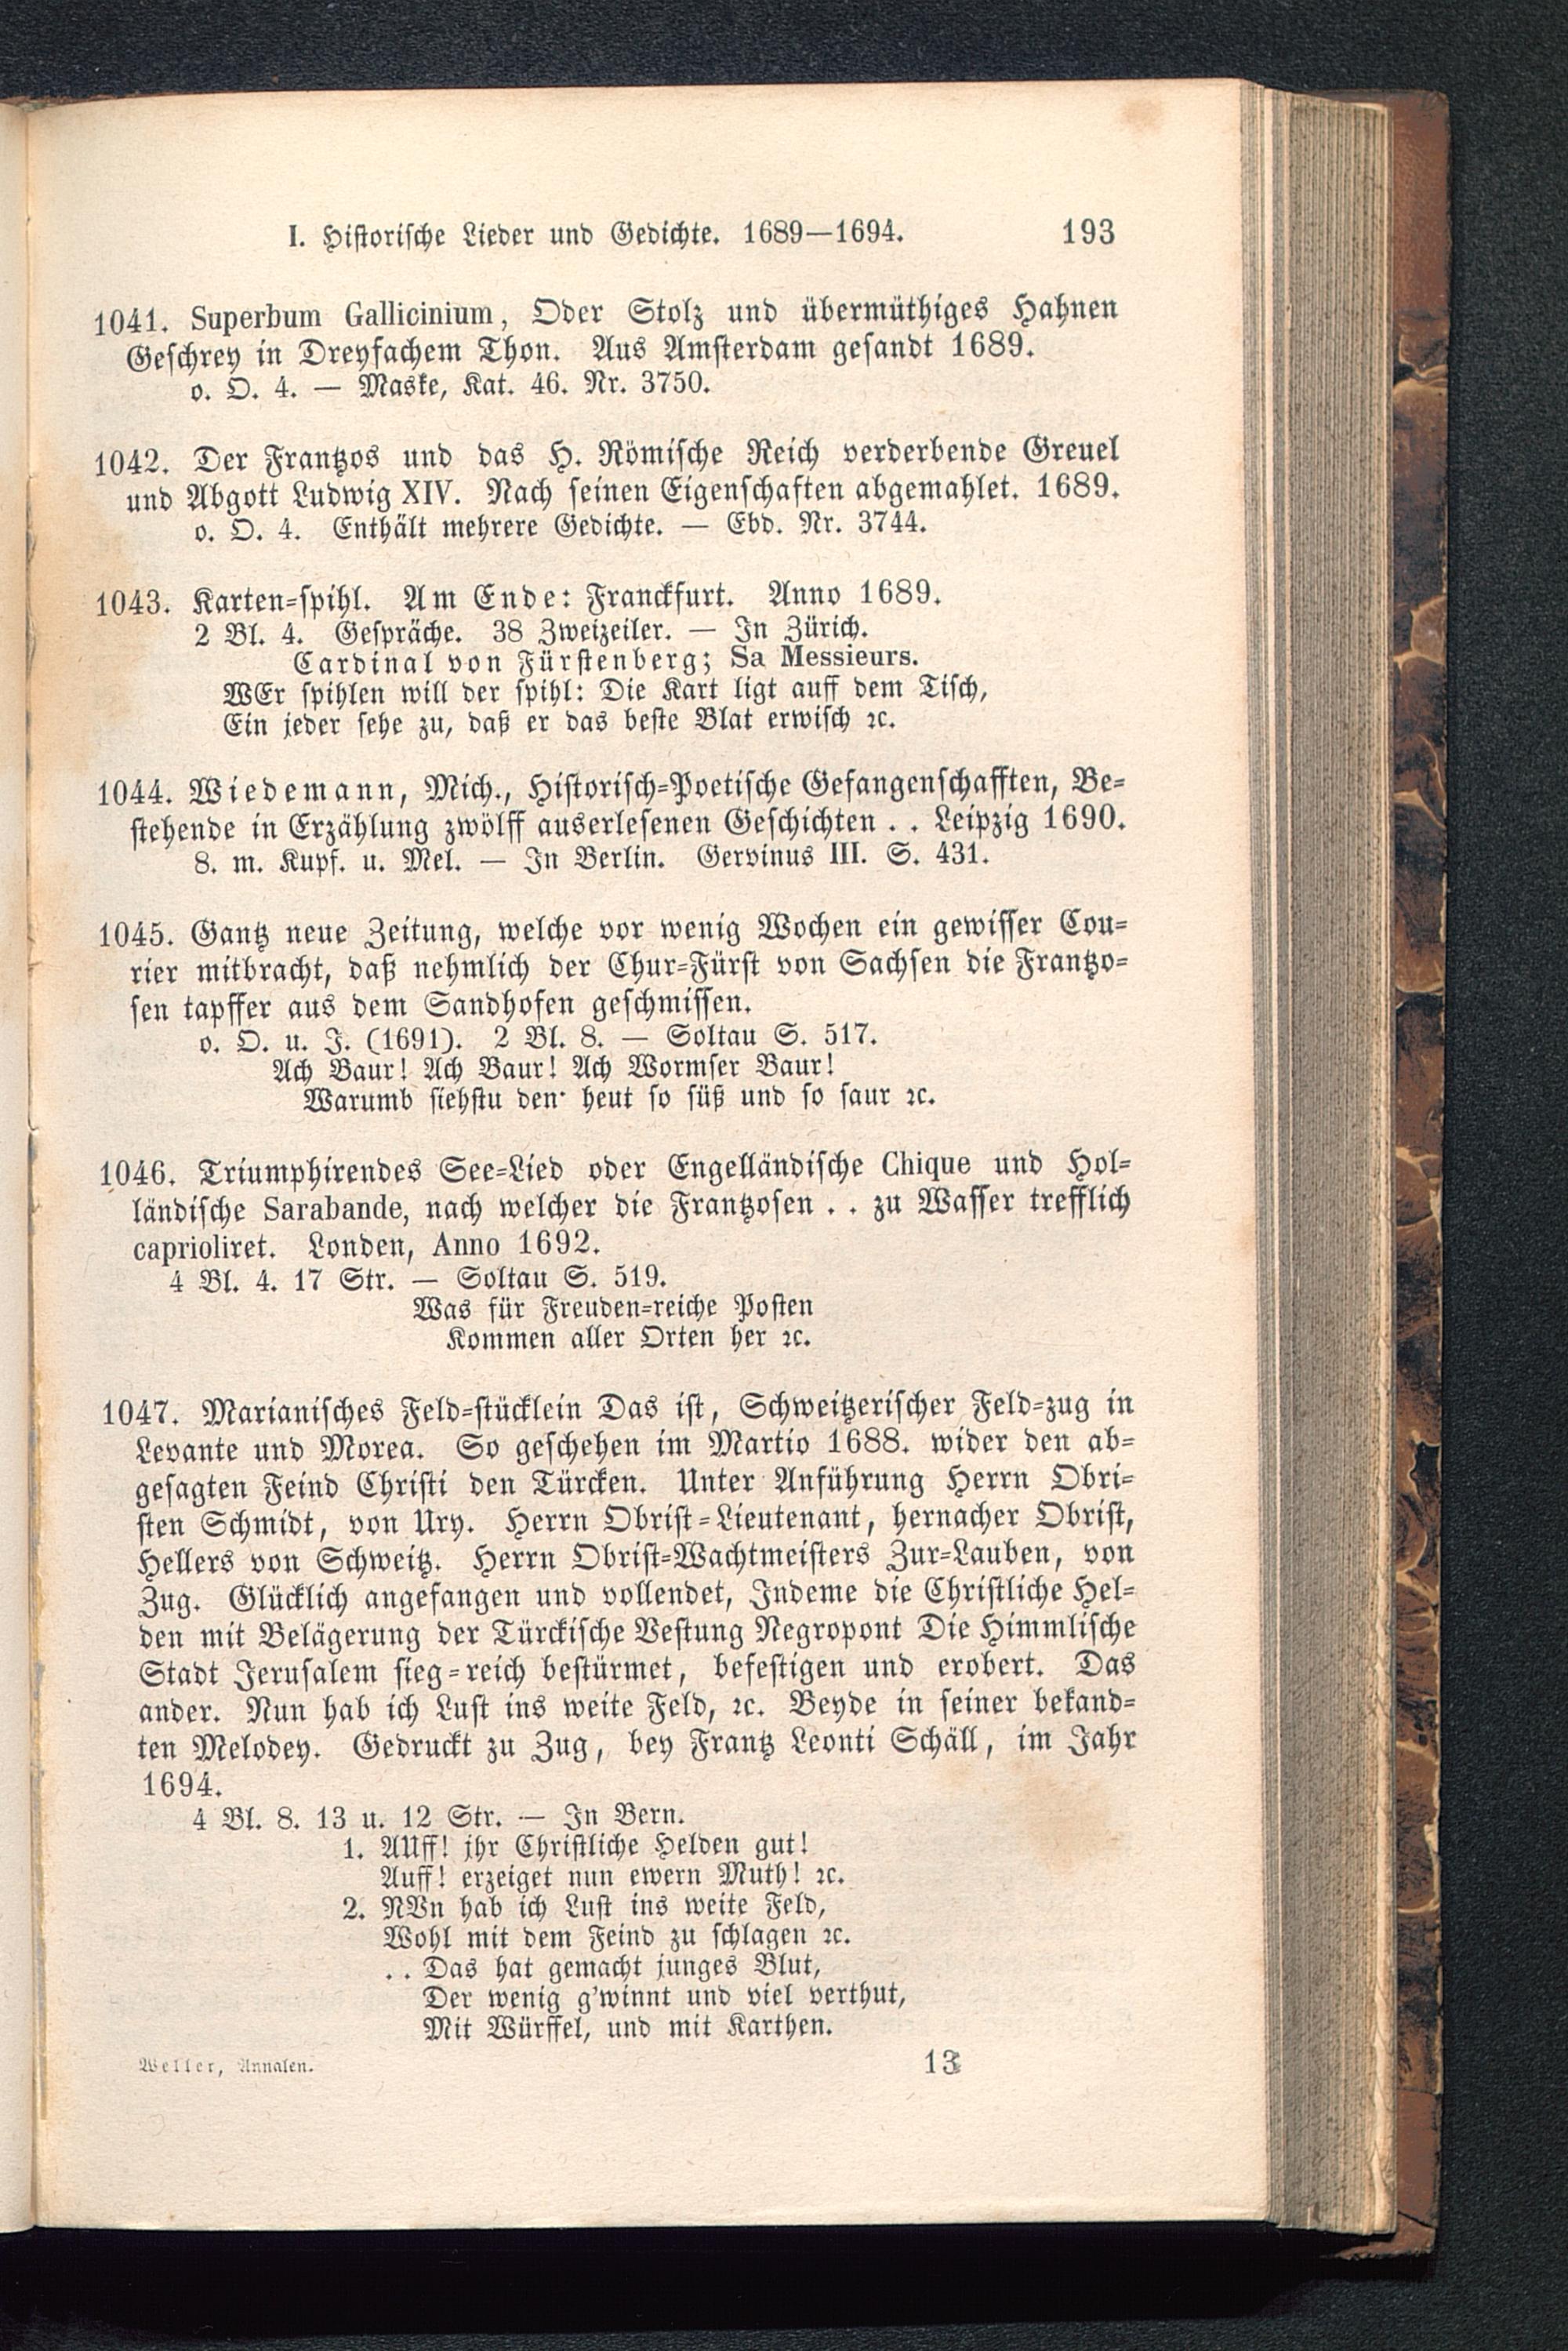 I. Historische Lieder und Gedichte. 1689—1694. 193
1041. Superbum Gallicinium, Oder Stolz und übermüthiges Hahnen
Geschrey in Dreyfachem Thon. Aus Amsterdam gesandt 1689.
o. O. 4. — Maske, Kat. 46. Nr. 3750.
1042. Der Frantzos und das H. Römische Reich verderbende Greuel
und Abgott Ludwig XIV. Nach seinen Eigenschaften abgemahlet. 1689.
o. O. 4. Enthält mehrere Gedichte. — Ebd. Nr. 3744.
1043. Karten-spihl. Am Ende: Franckfurt. Anno 1689.
2 Bl. 4. Gespräche. 38 Zweizeiler. — In Zürich.
Cardinal von Fürstenberg; Sa Messieurs.
WEr spihlen will der spihl: Die Kart ligt auff dem Tisch,
Ein jeder sehe zu, daß er das beste Blat erwisch ꝛc.
1044. Wiedemann, Mich., Historisch-Poetische Gefangenschafften, Be-
stehende in Erzählung zwölff auserlesenen Geschichten . . Leipzig 1690.
8. m. Kupf. u. Mel. — In Berlin. Gervinus III. S. 431.
1045. Gantz neue Zeitung, welche vor wenig Wochen ein gewisser Cou-
rier mitbracht, daß nehmlich der Chur-Fürst von Sachsen die Frantzo-
sen tapffer aus dem Sandhofen geschmissen.
o. O. u. J. (1691). 2 Bl. 8. — Soltau S. 517.
Ach Baur! Ach Baur! Ach Wormser Baur!
Warumb siehstu den heut so süß und so saur ꝛc.
1046. Triumphirendes See-Lied oder Engelländische Chique und Hol-
ländische Sarabande, nach welcher die Frantzosen . . zu Wasser trefflich
caprioliret. Londen, Anno 1692.
4 Bl. 4. 17 Str. — Soltau S. 519.
Was für Freuden-reiche Posten
Kommen aller Orten her ꝛc.
1047. Marianisches Feld-stücklein Das ist, Schweitzerischer Feld-zug in
Levante und Morea. So geschehen im Martio 1688. wider den ab-
gesagten Feind Christi den Türcken. Unter Anführung Herrn Obri-
sten Schmidt, von Ury. Herrn Obrist-Lieutenant, hernacher Obrist,
Hellers von Schweitz. Herrn Obrist-Wachtmeisters Zur-Lauben, von
Zug. Glücklich angefangen und vollendet, Indeme die Christliche Hel-
den mit Belägerung der Türckische Vestung Negropont Die Himmlische
Stadt Jerusalem sieg-reich bestürmet, befestigen und erobert. Das
ander. Nun hab ich Lust ins weite Feld, ꝛc. Beyde in seiner bekand-
ten Melodey. Gedruckt zu Zug, bey Frantz Leonti Schäll, im Jahr
1694.
4 Bl. 8. 13 u. 12 Str. — In Bern.
1. AUff! jhr Christliche Helden gut!
Auff! erzeiget nun ewern Muth! ꝛc.
2. NVn hab ich Lust ins weite Feld,
Wohl mit dem Feind zu schlagen ꝛc.
. . Das hat gemacht junges Blut,
Der wenig g'winnt und viel verthut,
Mit Würffel, und mit Karthen.
Weller, Annalen. 13